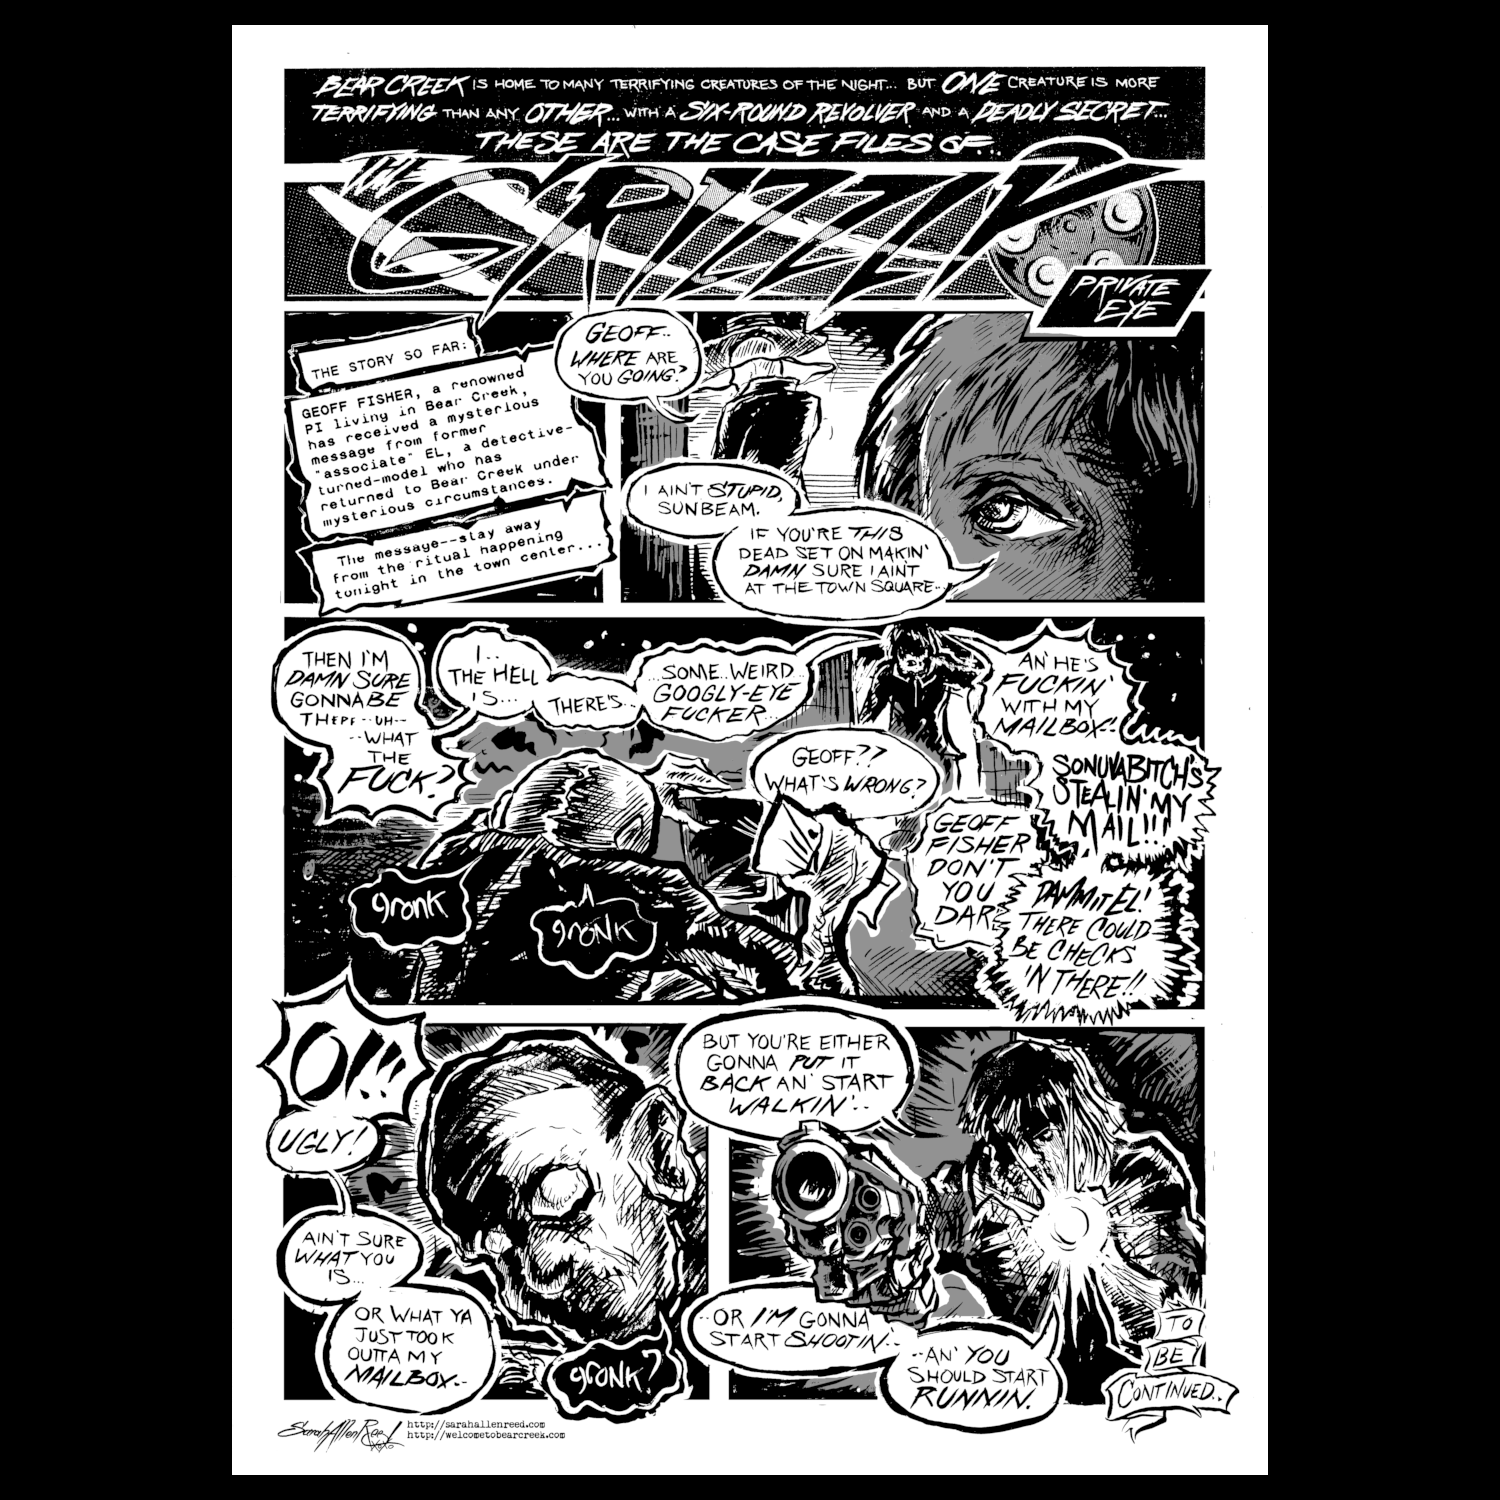 BEAR CREEK IS HOME TO MANY TERRIFYING CREATURES OF THE NIGHT... BUT ONE CREATURE IS MORE
TERRIFYING THAN ANY OTHER... WITH A SIX-ROUND REVOLVER AND A DEADLY SECRET...
THESE ARE THE CASE FILES OF...
THE
GRIZZLY
PRIVATE
EYE
THE STORY SO FAR:
GEOFF FISHER, a renowned
PI living in Bear Creek,
has received a mysterious
message from former
"associate" EL, a detective-
turned-model who has
returned to Bear Creek under
mysterious circumstances.
The message--stay away
from the ritual happening
tonight in the town center...
GEOFF..
WHERE ARE
YOU GOING?
I AIN'T STUPID,
SUNBEAM.
IF YOU'RE THIS
DEAD SET ON MAKIN'
DAMN SURE I AINT
AT THE TOWN SQUARE..
THEN I'M
DAMN SURE
GONNA BE
THERE--UH--
--WHAT
THE
FUCK?
I..
THE HELL
IS...
THERE'S..
..SOME..WEIRD..
GOOGLY-EYE
FUCKER...
AN' HE'S
FUCKIN'
WITH MY
MAILBOX--
GEOFF??
WHAT'S WRONG?
SONUVABITCH'S
STEALIN' MY
MAIL!!!
GEOFF
FISHER
DON'T
YOU
DARE
DAMMIT EL!
THERE COULD
BE CHECKS
IN THERE!!
gronk
gronk
OI!!
UGLY!
AIN'T SURE
WHAT YOU
IS...
OR WHAT YA
JUST TOOK
OUTTA MY
MAILBOX..
gronk?
BUT YOU'RE EITHER
GONNA PUT IT
BACK AN' START
WALKIN'..
..OR I'M GONNA
START SHOOTIN'..
..AN' YOU
SHOULD START
RUNNIN.
TO
BE
CONTINUED..
Sarah Allen Reed
xoxo
http://sarahallenreed.com
http://welcometobearcreek.com